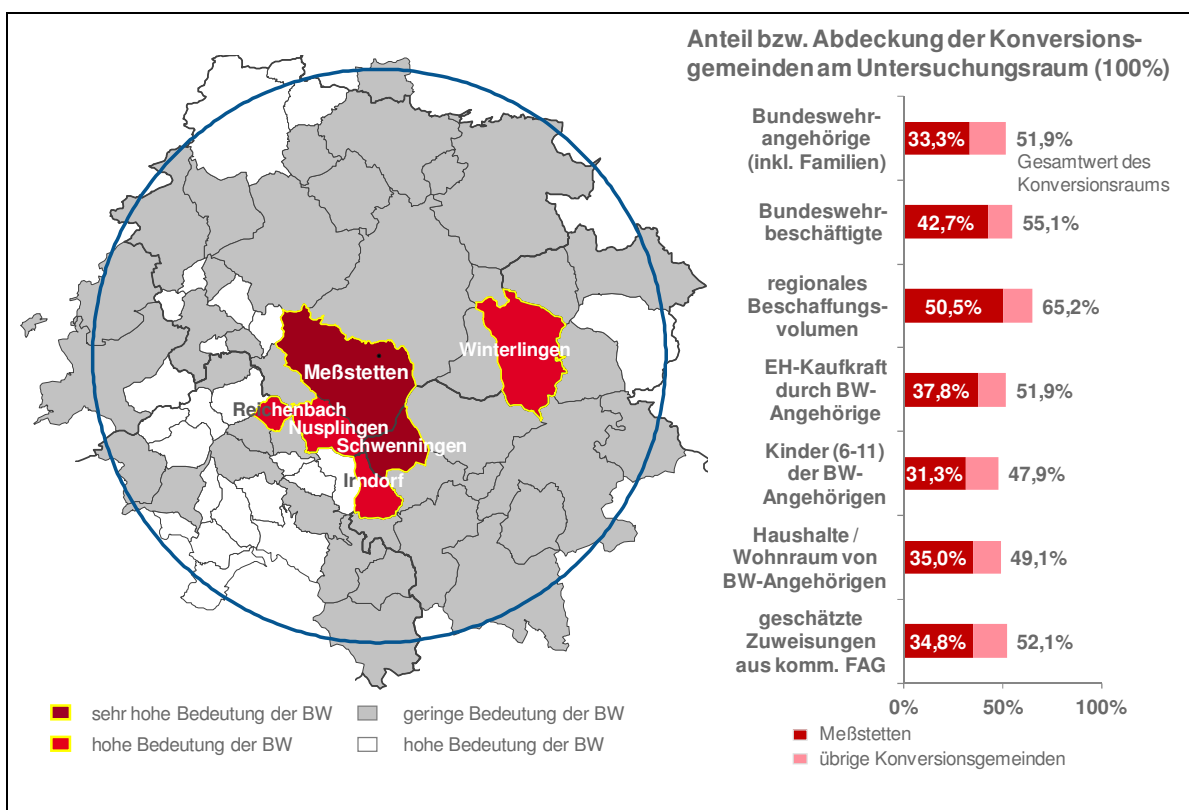 Anteil bzw. Abdeckung der Konversions-
gemeinden am Untersuchungsraum (100%)
Winterlingen
Meßstetten
Reichenbach
Nusplingen
Schwenningen
Irndorf
Bundeswehr-
angehörige
(inkl. Familien)
33,3%
51,9%
Gesamtwert des
Konversionsraums
Bundeswehr-
beschäftigte
42,7%
55,1%
regionales
Beschaffungs-
volumen
50,5%
65,2%
EH-Kaufkraft
durch BW-
Angehörige
37,8%
51,9%
Kinder (6-11)
der BW-
Angehörigen
31,3%
47,9%
Haushalte /
Wohnraum von
BW-Angehörigen
35,0%
49,1%
geschätzte
Zuweisungen
aus komm. FAG
34,8%
52,1%
0%
50%
100%
Meßstetten
übrige Konversionsgemeinden
sehr hohe Bedeutung der BW
geringe Bedeutung der BW
hohe Bedeutung der BW
hohe Bedeutung der BW